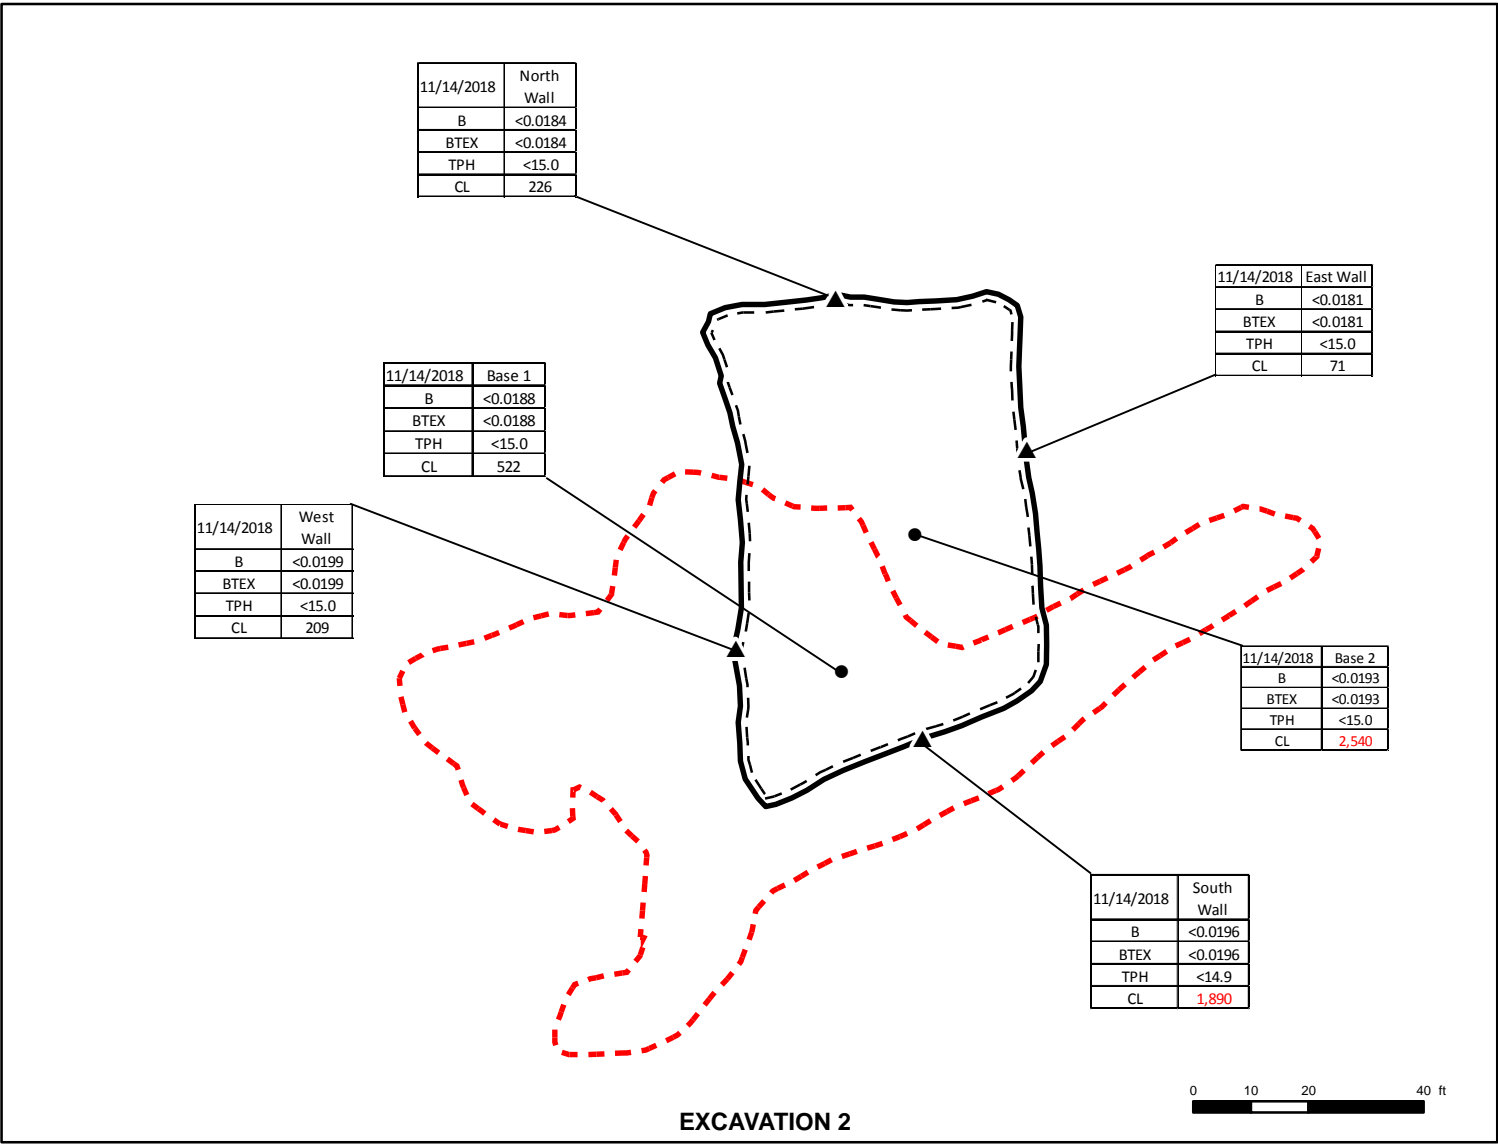 11/14/2018 North
Wall
B <0.0184
BTEX <0.0184
TPH <15.0
CL 226
11/14/2018 East Wall
B <0.0181
BTEX <0.0181
TPH <15.0
CL 71
11/14/2018 Base 1
B <0.0188
BTEX <0.0188
TPH <15.0
CL 522
11/14/2018 West
Wall
B <0.0199
BTEX <0.0199
TPH <15.0
CL 209
11/14/2018 Base 2
B <0.0193
BTEX <0.0193
TPH <15.0
CL 2,540
11/14/2018 South
Wall
B <0.0196
BTEX <0.0196
TPH <14.9
CL 1,890
0 10 20 40 ft
EXCAVATION 2